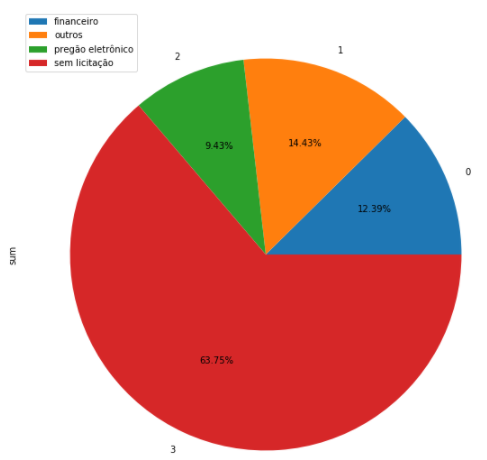 financeiro
outros
pregão eletrônico
sem licitação
2
1
9.43%
14.43%
0
12.39%
sum
63.75%
3